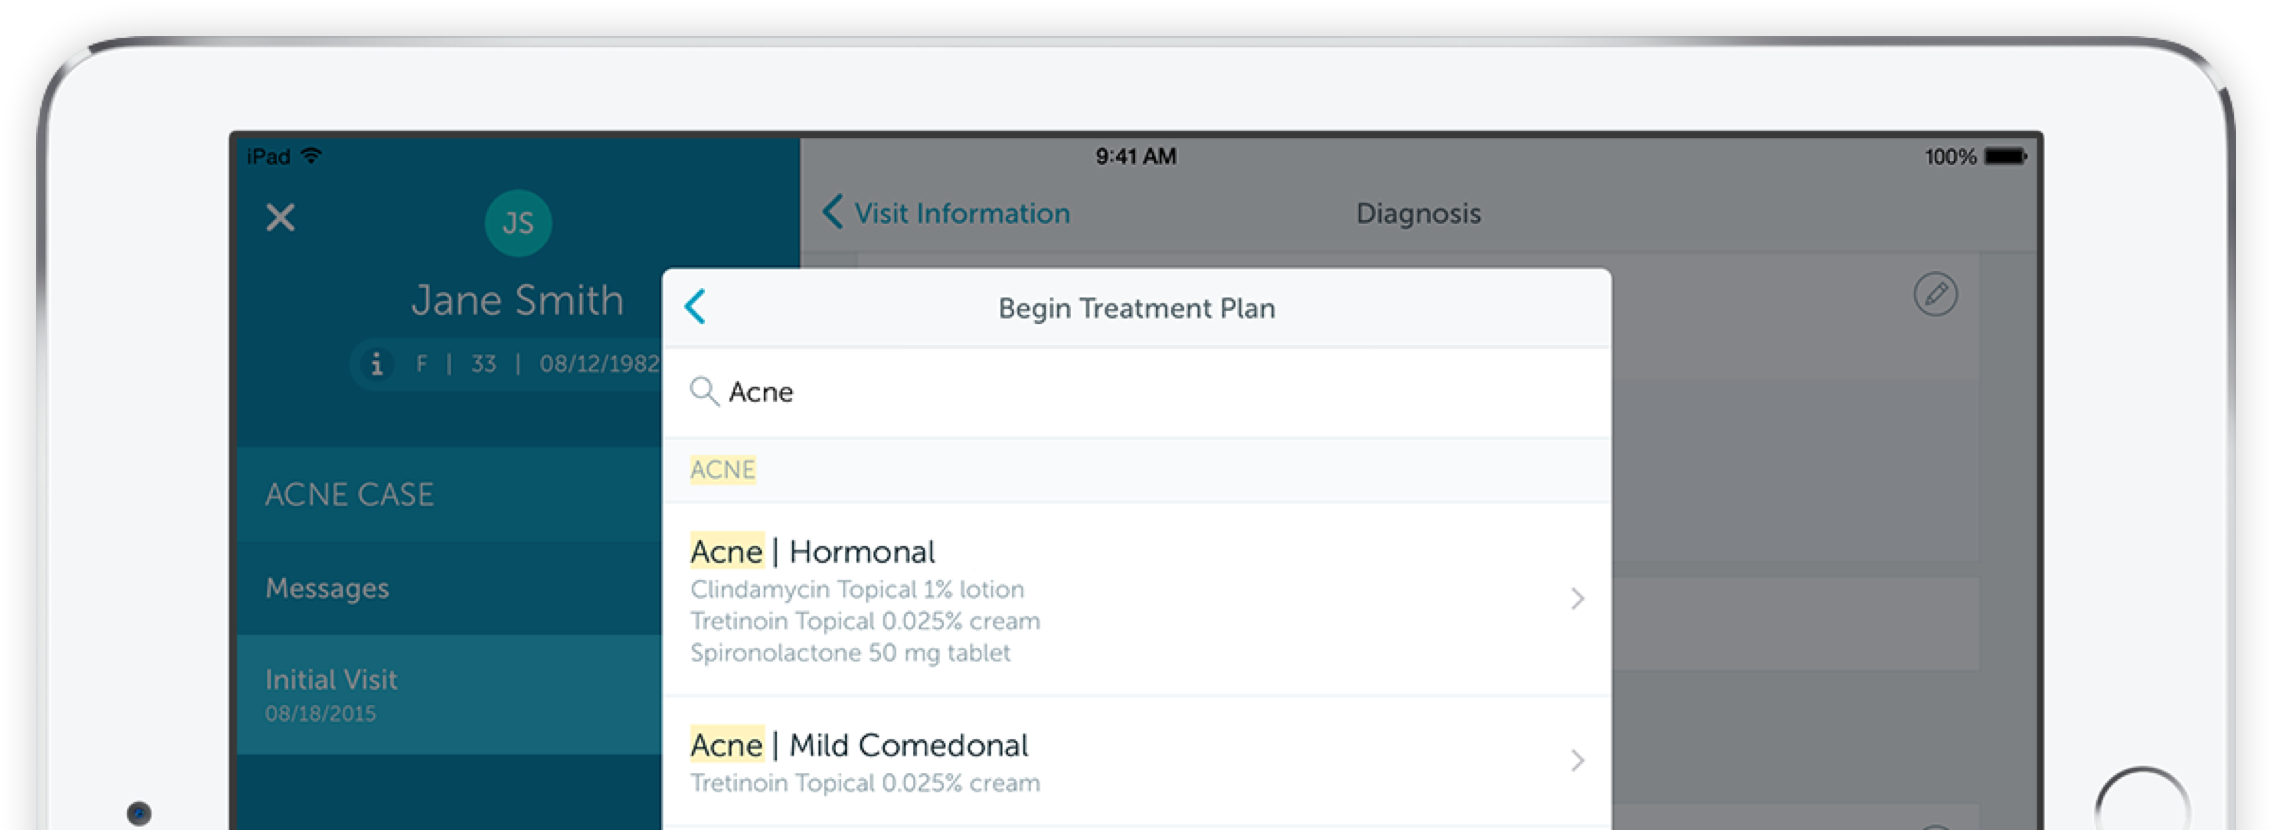 iPad
9:41 AM
100%
JS
Visit Information
Diagnosis
Jane Smith
i F | 33 | 08/12/1982
Begin Treatment Plan
Acne
ACNE
ACNE CASE
Acne | Hormonal
Clindamycin Topical 1% lotion
Tretinoin Topical 0.025% cream
Spironolactone 50 mg tablet
Messages
Initial Visit
08/18/2015
Acne | Mild Comedonal
Tretinoin Topical 0.025% cream